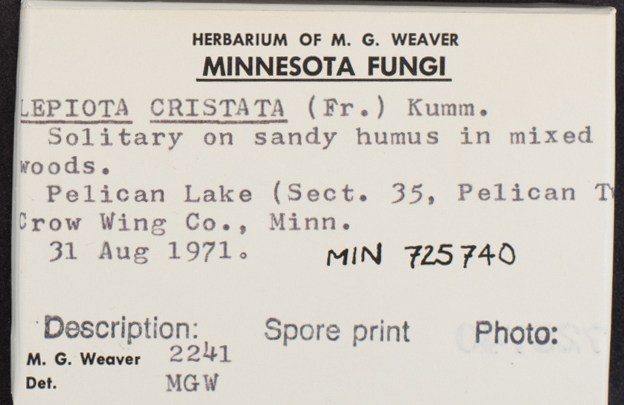 HERBARIUM OF M. G. WEAVER
MINNESOTA FUNGI
LEPIOTA CRISTATA (Fr.) Kumm.
Solitary on sandy humus in mixed
woods.
Pelican Lake (Sect. 35, Pelican
Crow Wing Co., Minn.
31 Aug 1971. MIN 725740
Description: Spore print Photo:
M. G. Weaver 2241
Det. MGW